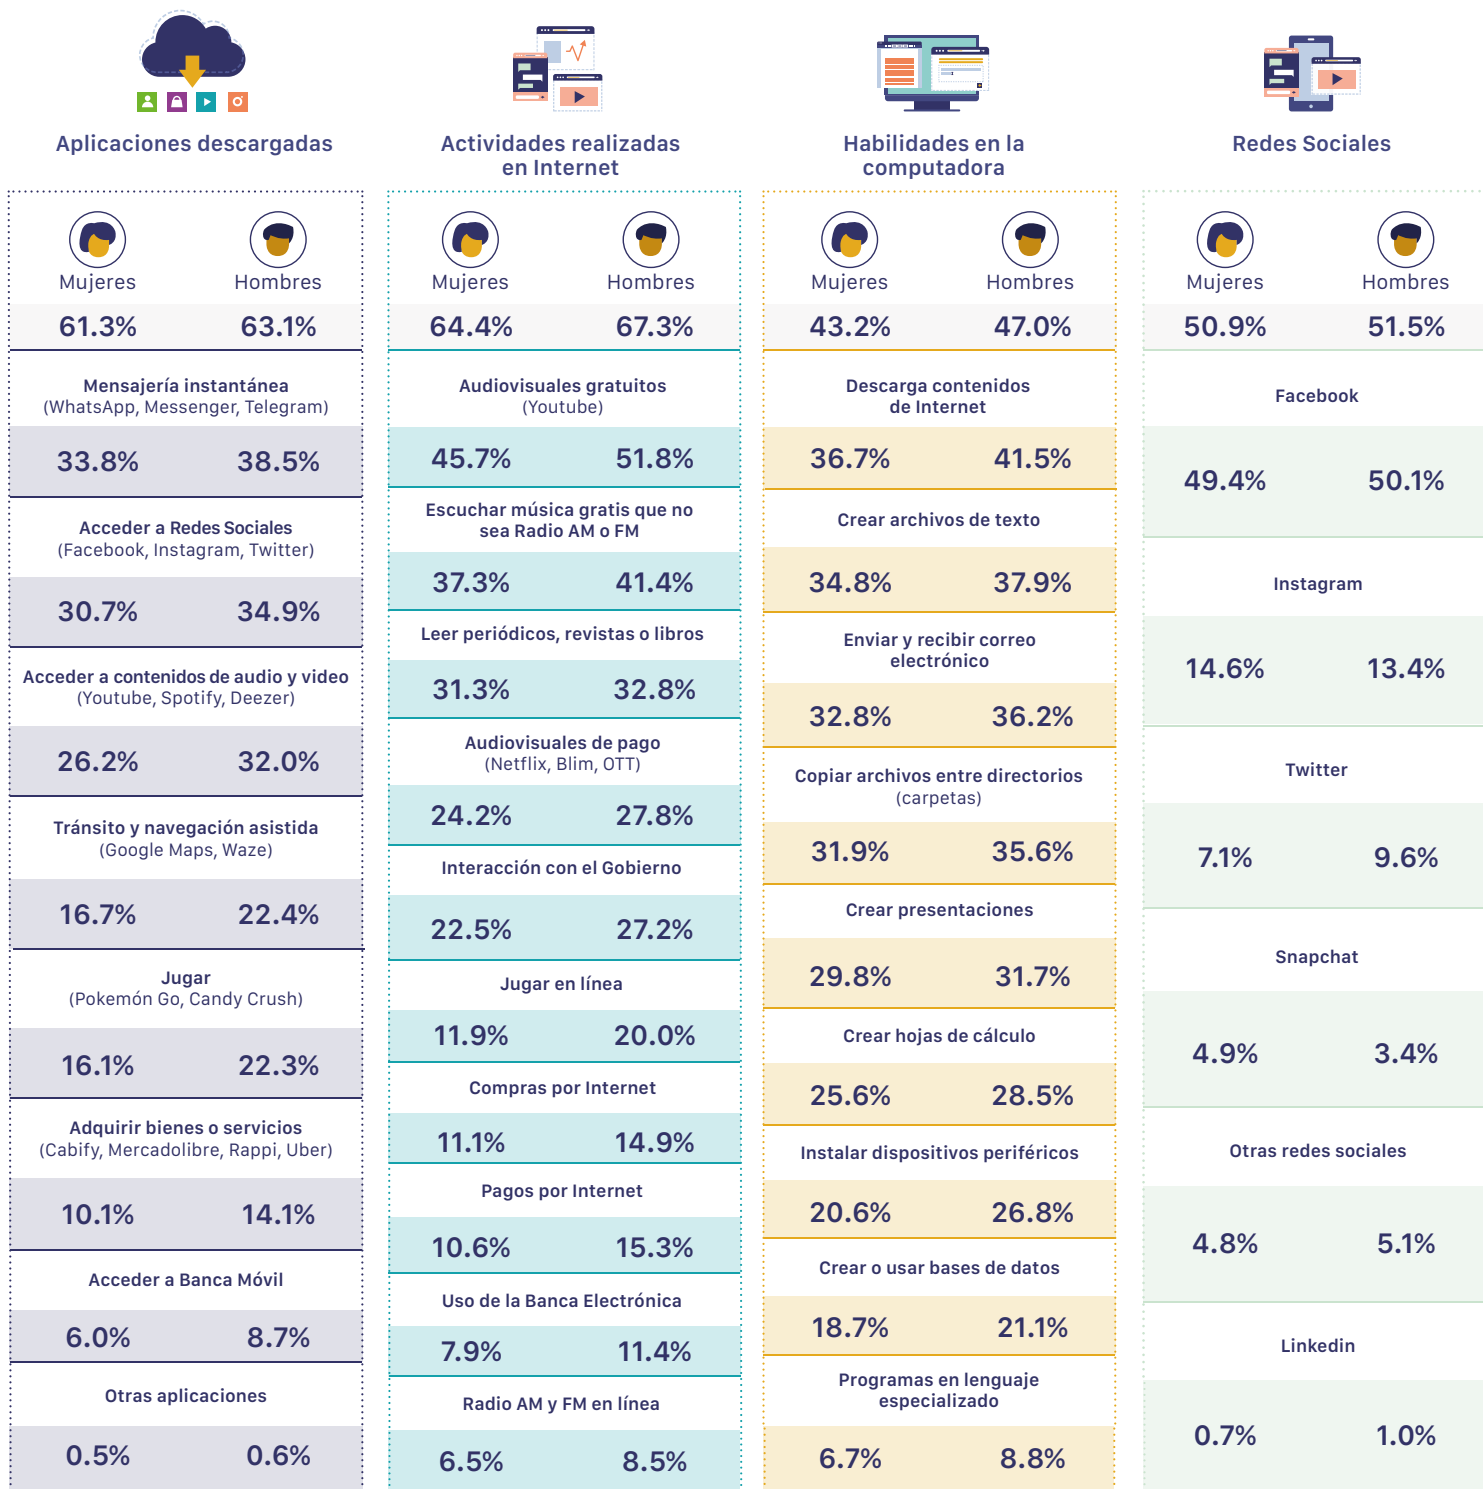 Aplicaciones descargadas
Mujeres Hombres
61.3% 63.1%
Mensajería instantánea
(WhatsApp, Messenger, Telegram)
33.8% 38.5%
Acceder a Redes Sociales
(Facebook, Instagram, Twitter)
30.7% 34.9%
Acceder a contenidos de audio y video
(Youtube, Spotify, Deezer)
26.2% 32.0%
Tránsito y navegación asistida
(Google Maps, Waze)
16.7% 22.4%
Jugar
(Pokemón Go, Candy Crush)
16.1% 22.3%
Adquirir bienes o servicios
(Cabify, Mercadolibre, Rappi, Uber)
10.1% 14.1%
Acceder a Banca Móvil
6.0% 8.7%
Otras aplicaciones
0.5% 0.6%
Actividades realizadas
en Internet
Mujeres Hombres
64.4% 67.3%
Audiovisuales gratuitos
(Youtube)
45.7% 51.8%
Escuchar música gratis que no
sea Radio AM o FM
37.3% 41.4%
Leer periódicos, revistas o libros
31.3% 32.8%
Audiovisuales de pago
(Netflix, Blim, OTT)
24.2% 27.8%
Interacción con el Gobierno
22.5% 27.2%
Jugar en línea
11.9% 20.0%
Compras por Internet
11.1% 14.9%
Pagos por Internet
10.6% 15.3%
Uso de la Banca Electrónica
7.9% 11.4%
Radio AM y FM en línea
6.5% 8.5%
Habilidades en la
computadora
Mujeres Hombres
43.2% 47.0%
Descarga contenidos
de Internet
36.7% 41.5%
Crear archivos de texto
34.8% 37.9%
Enviar y recibir correo
electrónico
32.8% 36.2%
Copiar archivos entre directorios
(carpetas)
31.9% 35.6%
Crear presentaciones
29.8% 31.7%
Crear hojas de cálculo
25.6% 28.5%
Instalar dispositivos periféricos
20.6% 26.8%
Crear o usar bases de datos
18.7% 21.1%
Programas en lenguaje
especializado
6.7% 8.8%
Redes Sociales
Mujeres Hombres
50.9% 51.5%
Facebook
49.4% 50.1%
Instagram
14.6% 13.4%
Twitter
7.1% 9.6%
Snapchat
4.9% 3.4%
Otras redes sociales
4.8% 5.1%
Linkedin
0.7% 1.0%